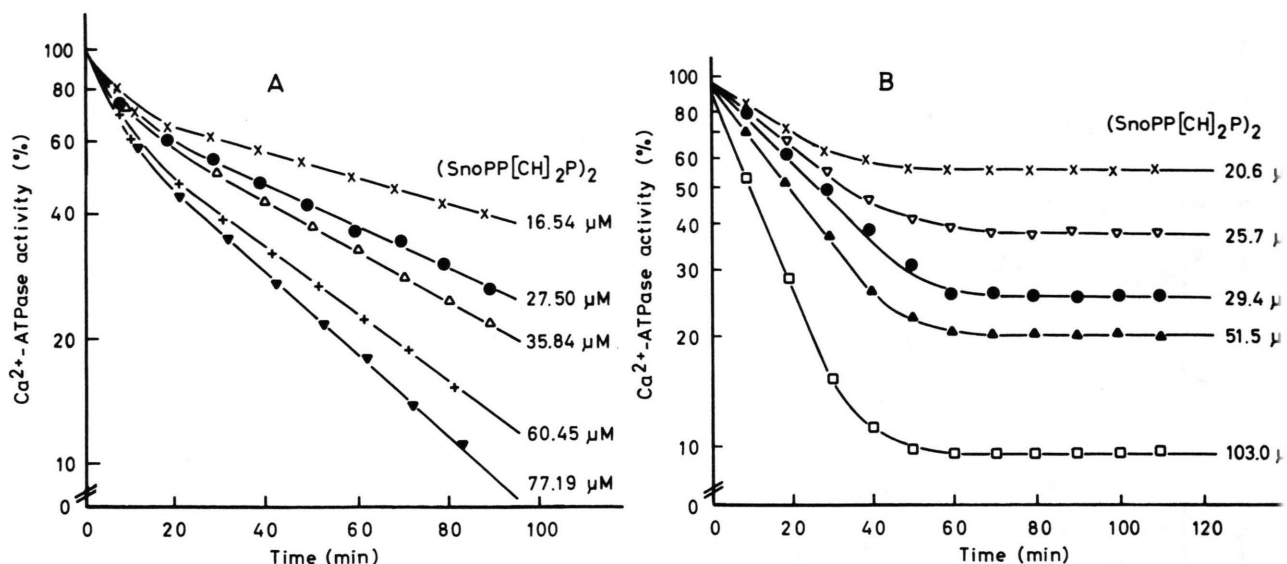 A
Ca2+-ATPase activity (%)
100
80
60
40
20
10
0
(SnoPP[CH]2P)2
16.54 μM
27.50 μM
35.84 μM
60.45 μM
77.19 μM
0 20 40 60 80 100
Time (min)
B
Ca2+-ATPase activity (%)
100
80
60
50
40
30
20
10
0
(SnoPP[CH]2P)2
20.6 μ
25.7 μ
29.4 μ
51.5 μ
103.0 μ
0 20 40 60 80 100 120
Time (min)